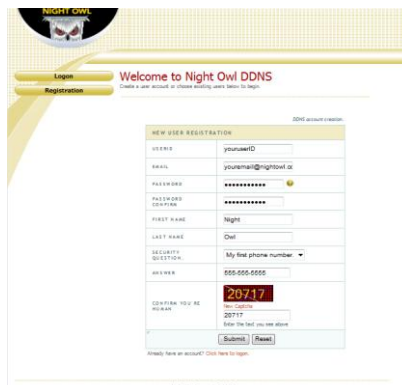 NIGHT OWL
Logon
Registration
Welcome to Night Owl DDNS
Create a user account or choose existing users below to begin.
DDNS account creation.
NEW USER REGISTRATION
USERID
youruserID
EMAIL
youremail@nightowl.co
PASSWORD
PASSWORD
CONFIRM
FIRST NAME
Night
LAST NAME
Owl
SECURITY
QUESTION.
My first phone number.
ANSWER
666-666-6666
CONFIRM YOU'RE
HUMAN
20717
New Captcha
20717
Enter the text you see above
Submit Reset
Already have an account? Click here to logon.